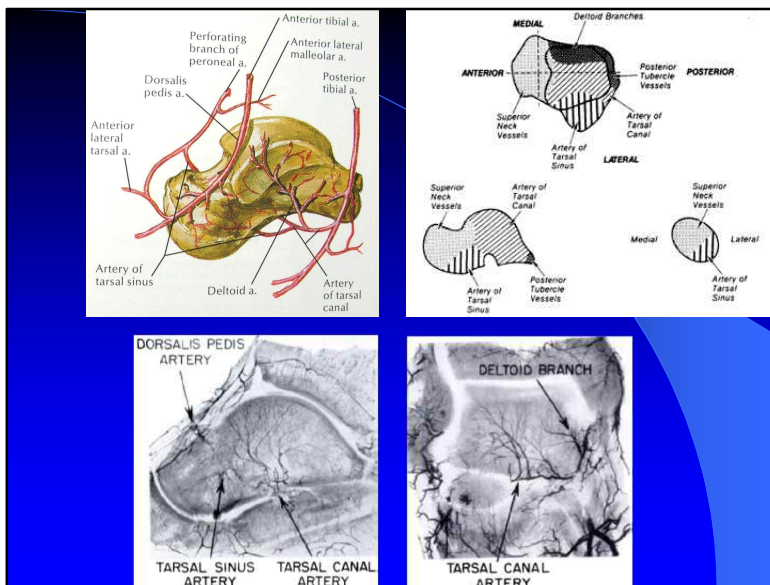 Anterior tibial a.
Perforating
branch of
peroneal a.
Anterior lateral
malleolar a.
Dorsalis
pedis a.
Posterior
tibial a.
Anterior
lateral
tarsal a.
Artery of
tarsal sinus
Deltoid a.
Artery
of tarsal
canal
Deltoid Branches
MEDIAL
ANTERIOR
Posterior
Tubercle
Vessels
POSTERIOR
Superior
Neck
Vessels
Artery of
Tarsal
Canal
Artery of
Tarsal
Sinus
LATERAL
Superior
Neck
Vessels
Artery of
Tarsal
Canal
Artery of
Tarsal
Sinus
Posterior
Tubercle
Vessels
Superior
Neck
Vessels
Medial
Lateral
Artery of
Tarsal
Sinus
DORSALIS PEDIS
ARTERY
TARSAL SINUS
ARTERY
TARSAL CANAL
ARTERY
DELTOID BRANCH
TARSAL CANAL
ARTERY